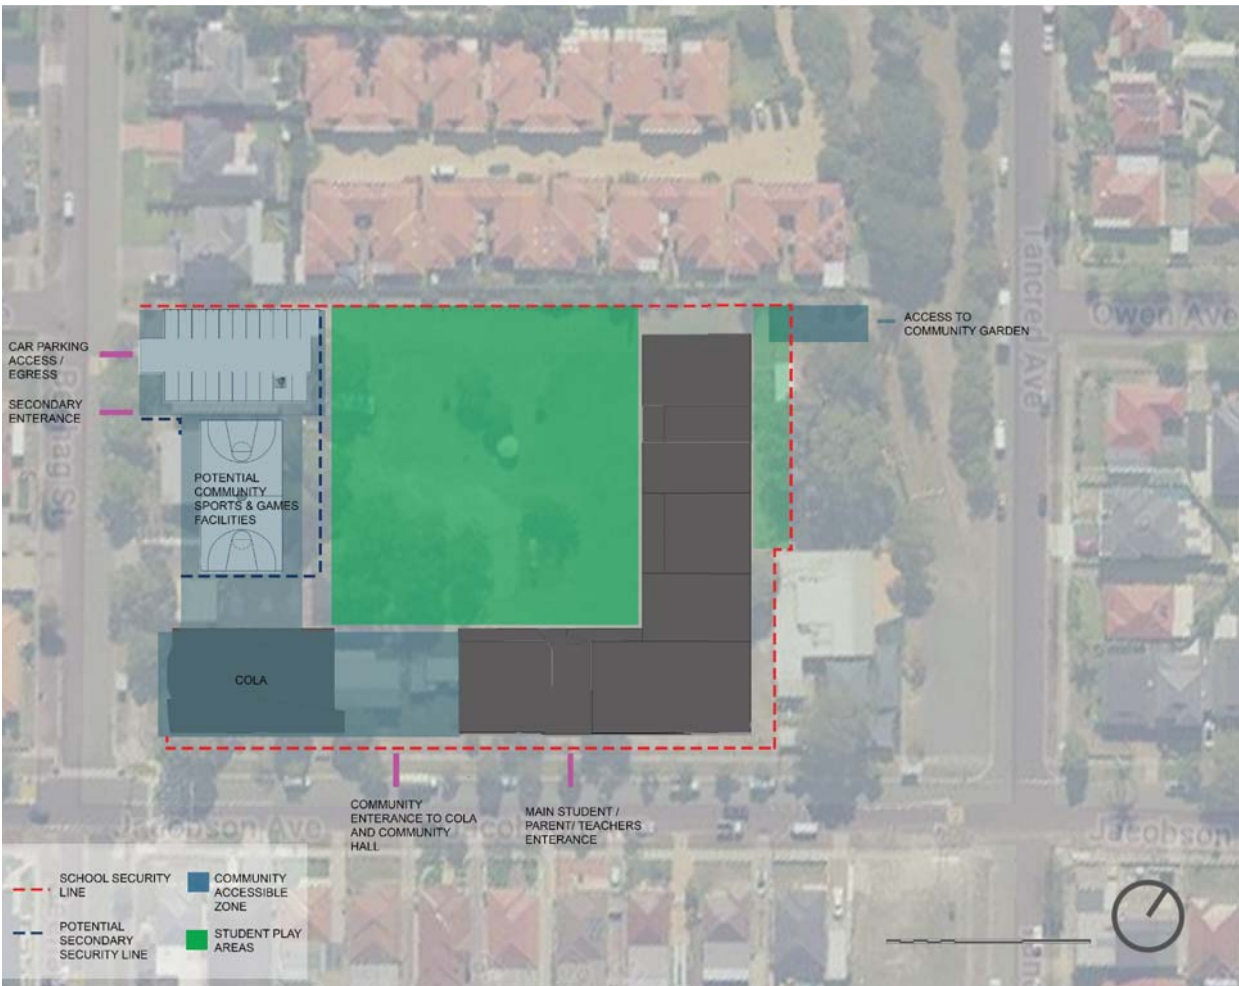 ACCESS TO
COMMUNITY GARDEN
Owen Ave
Tancred Ave
CAR PARKING
ACCESS /
EGRESS
SECONDARY
ENTERANCE
POTENTIAL
COMMUNITY
SPORTS & GAMES
FACILITIES
COLA
COMMUNITY
ENTERANCE TO COLA
AND COMMUNITY
HALL
MAIN STUDENT /
PARENT/ TEACHERS
ENTERANCE
Jacobson Ave
Jacobson
SCHOOL SECURITY
LINE
POTENTIAL
SECONDARY
SECURITY LINE
COMMUNITY
ACCESSIBLE
ZONE
STUDENT PLAY
AREAS